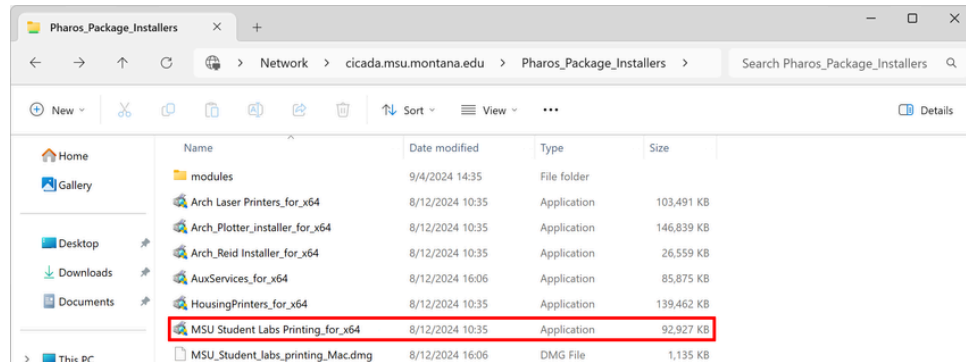 Pharos_Package_Installers
Network > cicada.msu.montana.edu > Pharos_Package_Installers > Search Pharos_Package_Installers
New Sort View Details
Name Date modified Type Size
Home
Gallery
Desktop
Downloads
Documents
This PC
modules 9/4/2024 14:35 File folder
Arch Laser Printers_for_x64 8/12/2024 10:35 Application 103,491 KB
Arch_Plotter_installer_for_x64 8/12/2024 10:35 Application 146,839 KB
Arch_Reid Installer_for_x64 8/12/2024 10:35 Application 26,559 KB
AuxServices_for_x64 8/12/2024 16:06 Application 85,875 KB
HousingPrinters_for_x64 8/12/2024 10:35 Application 139,462 KB
MSU Student Labs Printing_for_x64 8/12/2024 10:35 Application 92,927 KB
MSU_Student_labs_printing_Mac.dmg 8/12/2024 16:06 DMG File 1,135 KB